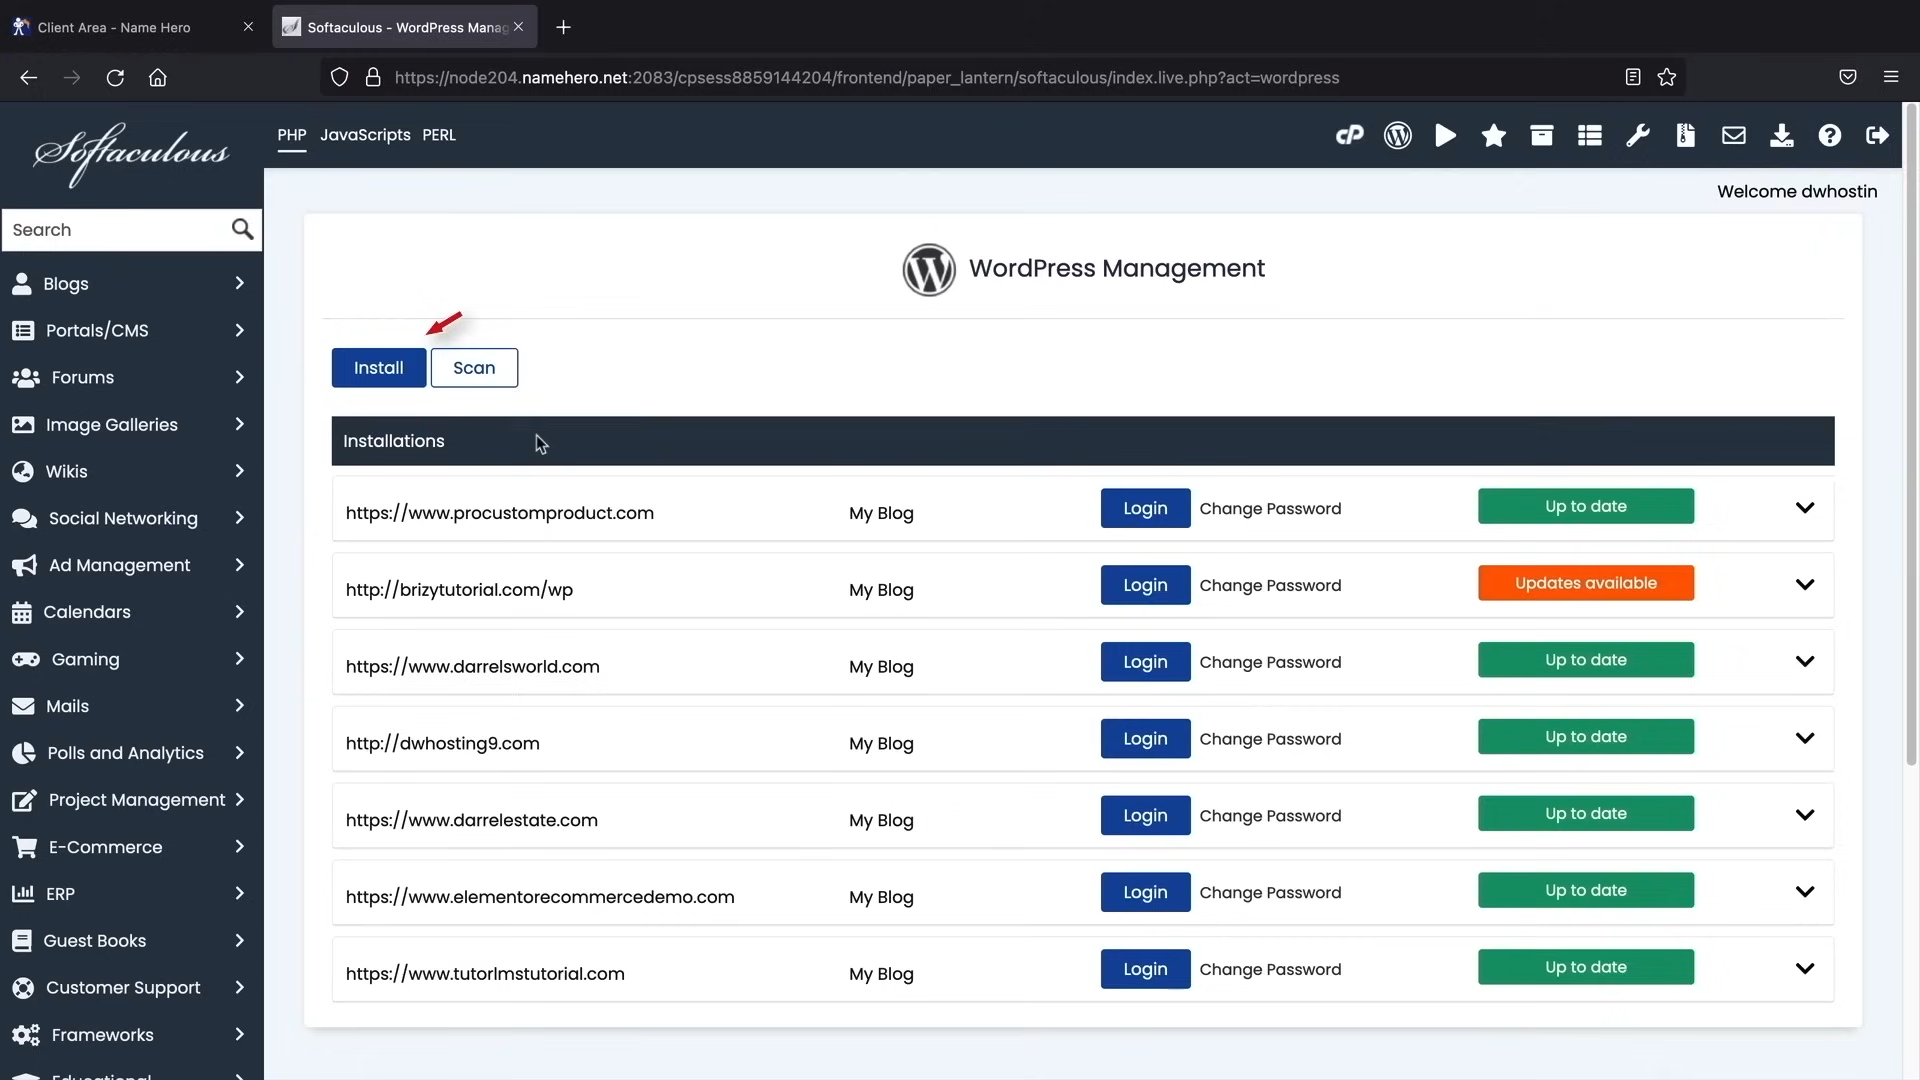 Client Area - Name Hero
Softaculous - WordPress Manag
https://node204.namehero.net:2083/cpsess8859144204/frontend/paper_lantern/softaculous/index.live.php?act=wordpress
Softaculous
PHP JavaScripts PERL
cP
Welcome dwhostin
Search
WordPress Management
Blogs
Portals/CMS
Forums
Image Galleries
Wikis
Social Networking
Ad Management
Calendars
Gaming
Mails
Polls and Analytics
Project Management
E-Commerce
ERP
Guest Books
Customer Support
Frameworks
Educational
Install Scan
Installations
https://www.procustomproduct.com My Blog Login Change Password Up to date
http://brizytutorial.com/wp My Blog Login Change Password Updates available
https://www.darrelsworld.com My Blog Login Change Password Up to date
http://dwhosting9.com My Blog Login Change Password Up to date
https://www.darrelestate.com My Blog Login Change Password Up to date
https://www.elementorecommercedemo.com My Blog Login Change Password Up to date
https://www.tutorlmstutorial.com My Blog Login Change Password Up to date